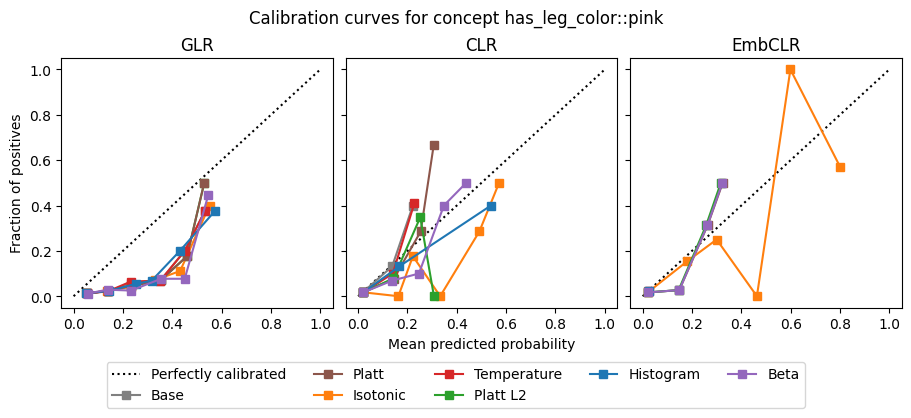 Calibration curves for concept has_leg_color::pink
GLR
CLR
EmbCLR
Fraction of positives
1.0
0.8
0.6
0.4
0.2
0.0
0.0 0.2 0.4 0.6 0.8 1.0
0.0 0.2 0.4 0.6 0.8 1.0
0.0 0.2 0.4 0.6 0.8 1.0
Mean predicted probability
Perfectly calibrated
Base
Platt
Isotonic
Temperature
Platt L2
Histogram
Beta